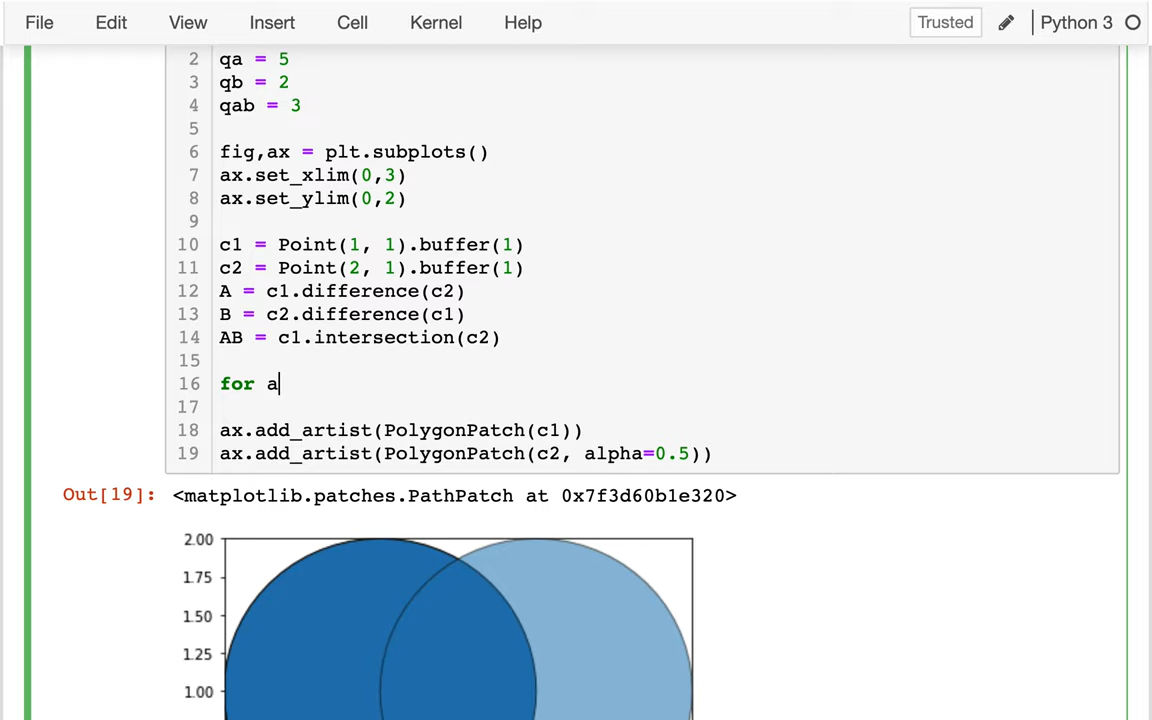 File Edit View Insert Cell Kernel Help Trusted Python 3
2 qa = 5
3 qb = 2
4 qab = 3
5
6 fig,ax = plt.subplots()
7 ax.set_xlim(0,3)
8 ax.set_ylim(0,2)
9
10 c1 = Point(1, 1).buffer(1)
11 c2 = Point(2, 1).buffer(1)
12 A = c1.difference(c2)
13 B = c2.difference(c1)
14 AB = c1.intersection(c2)
15
16 for a
17
18 ax.add_artist(PolygonPatch(c1))
19 ax.add_artist(PolygonPatch(c2, alpha=0.5))
Out[19]: <matplotlib.patches.PathPatch at 0x7f3d60b1e320>
2.00
1.75
1.50
1.25
1.00